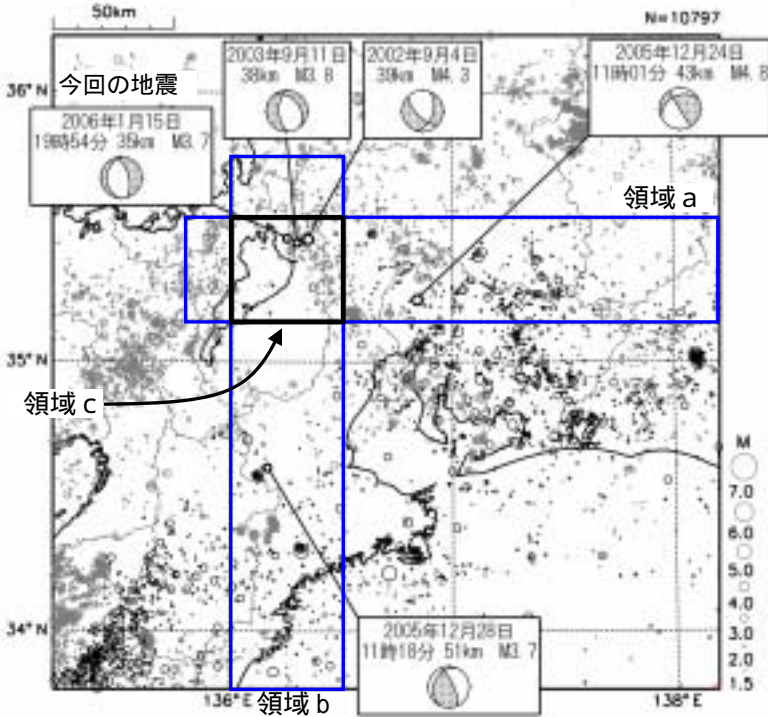 50km
N=10797
2003年9月11日
38km M3.8
2002年9月4日
39km M4.3
2005年12月24日
11時01分 43km M4.8
36°N
今回の地震
2006年1月15日
19時54分 35km M3.7
領域a
35°N
領域c
M
7.0
6.0
5.0
4.0
3.0
2.0
1.5
34°N
2005年12月28日
11時18分 51km M3.7
136°E
領域b
138°E